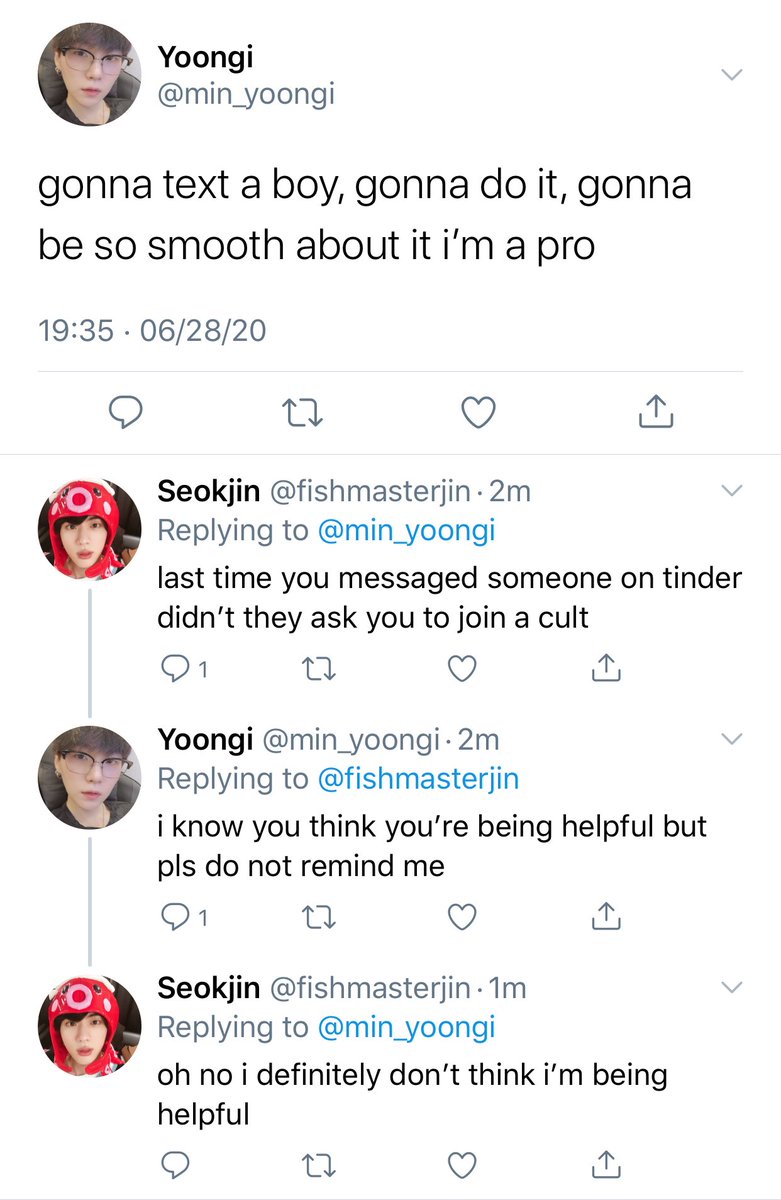 Yoongi
@min_yoongi
gonna text a boy, gonna do it, gonna
be so smooth about it i’m a pro
19:35 · 06/28/20
Seokjin @fishmasterjin · 2m
Replying to @min_yoongi
last time you messaged someone on tinder
didn’t they ask you to join a cult
1
Yoongi @min_yoongi · 2m
Replying to @fishmasterjin
i know you think you’re being helpful but
pls do not remind me
1
Seokjin @fishmasterjin · 1m
Replying to @min_yoongi
oh no i definitely don’t think i’m being
helpful